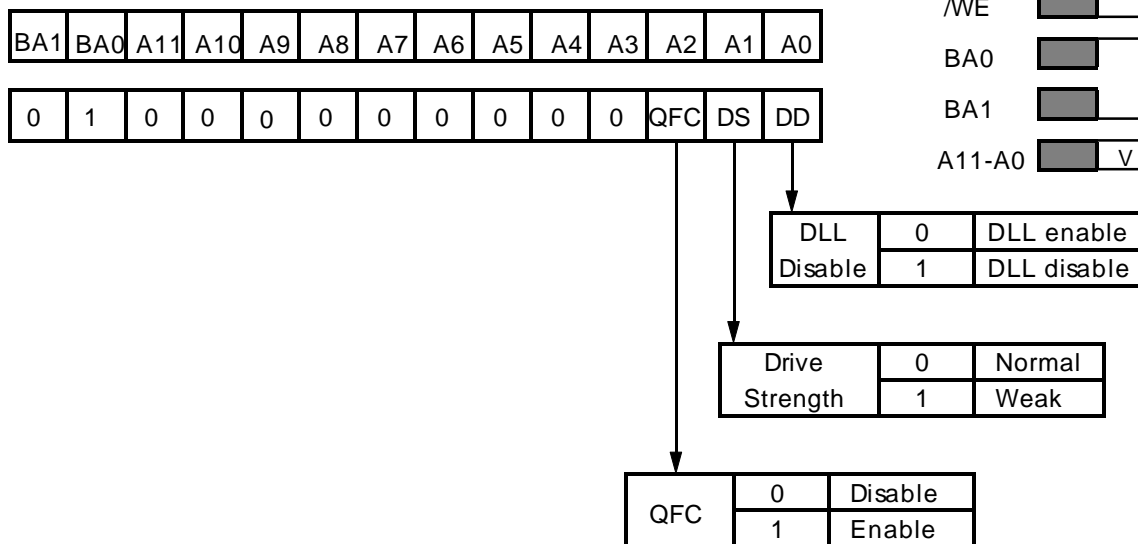 /WE
BA1 BA0 A11 A10 A9 A8 A7 A6 A5 A4 A3 A2 A1 A0
BA0
0 1 0 0 0 0 0 0 0 0 0 QFC DS DD
BA1
A11-A0 V
DLL Disable
0 DLL enable
1 DLL disable
Drive Strength
0 Normal
1 Weak
QFC
0 Disable
1 Enable